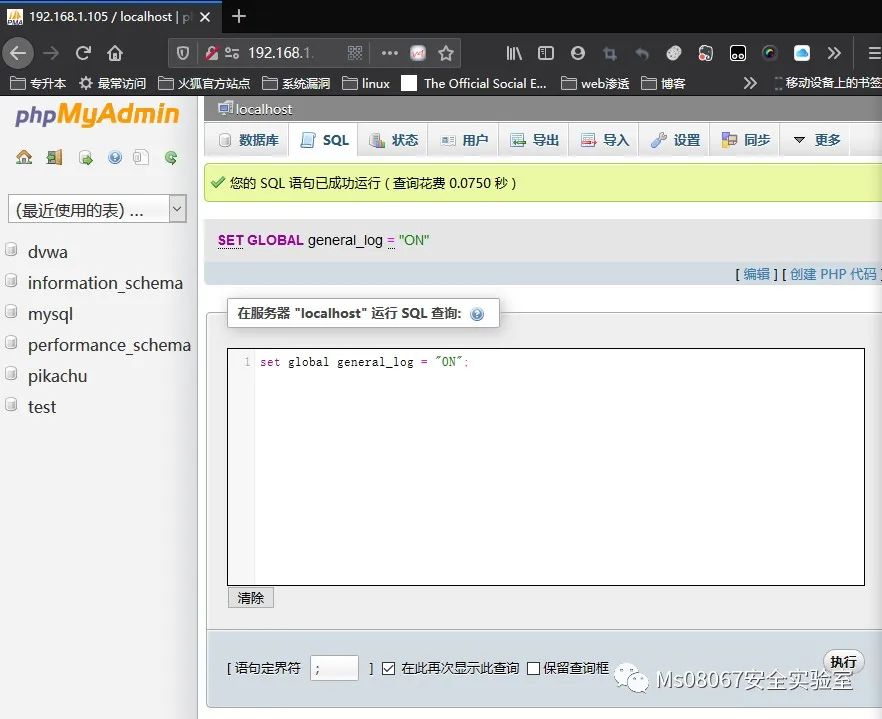 192.168.1.105 / localhost | p
192.168.1.
专升本 最常访问 火狐官方站点 系统漏洞 linux The Official Social E... web渗透 博客 移动设备上的书签
phpMyAdmin
localhost
数据库 SQL 状态 用户 导出 导入 设置 同步 更多
您的 SQL 语句已成功运行 ( 查询花费 0.0750 秒 )
(最近使用的表) ...
SET GLOBAL general_log = "ON"
[ 编辑 ] [ 创建 PHP 代码 ]
dvwa
information_schema
mysql
performance_schema
pikachu
test
在服务器 "localhost" 运行 SQL 查询:
1 set global general_log = "ON";
清除
[ 语句定界符 ; ] 在此再次显示此查询 保留查询框
执行
Ms08067安全实验室